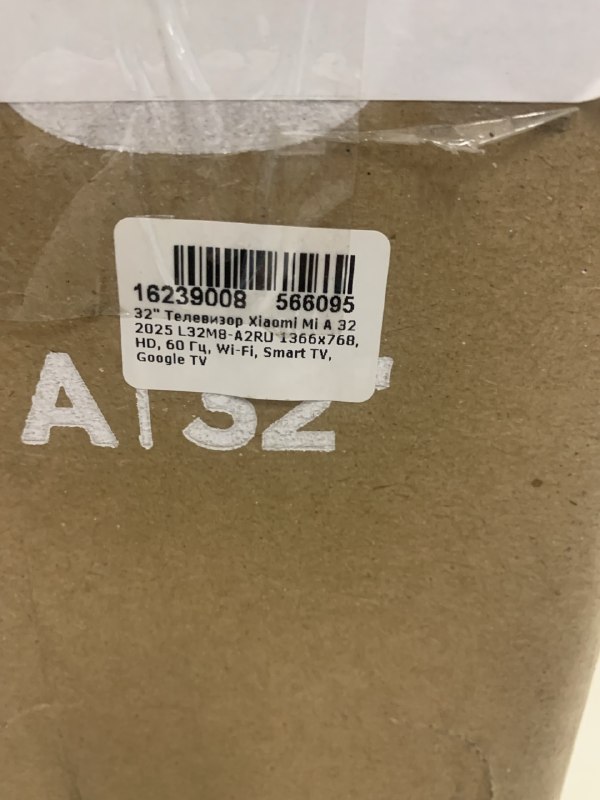 16239008 566095
32" Телевизор Xiaomi Mi A 32
2025 L32M8-A2RU 1366x768,
HD, 60 Гц, Wi-Fi, Smart TV,
Google TV
A 32"